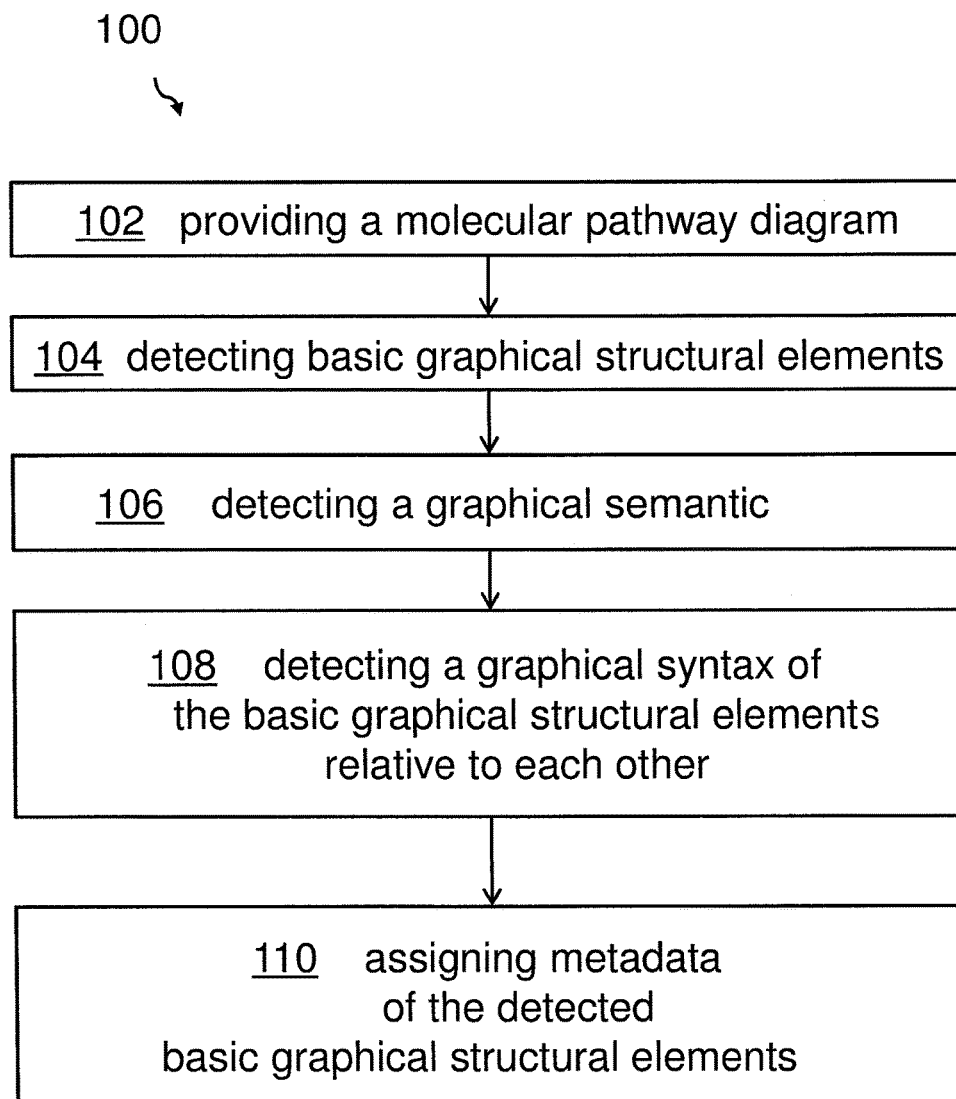 100
102 providing a molecular pathway diagram
104 detecting basic graphical structural elements
106 detecting a graphical semantic
108 detecting a graphical syntax of
the basic graphical structural elements
relative to each other
110 assigning metadata
of the detected
basic graphical structural elements